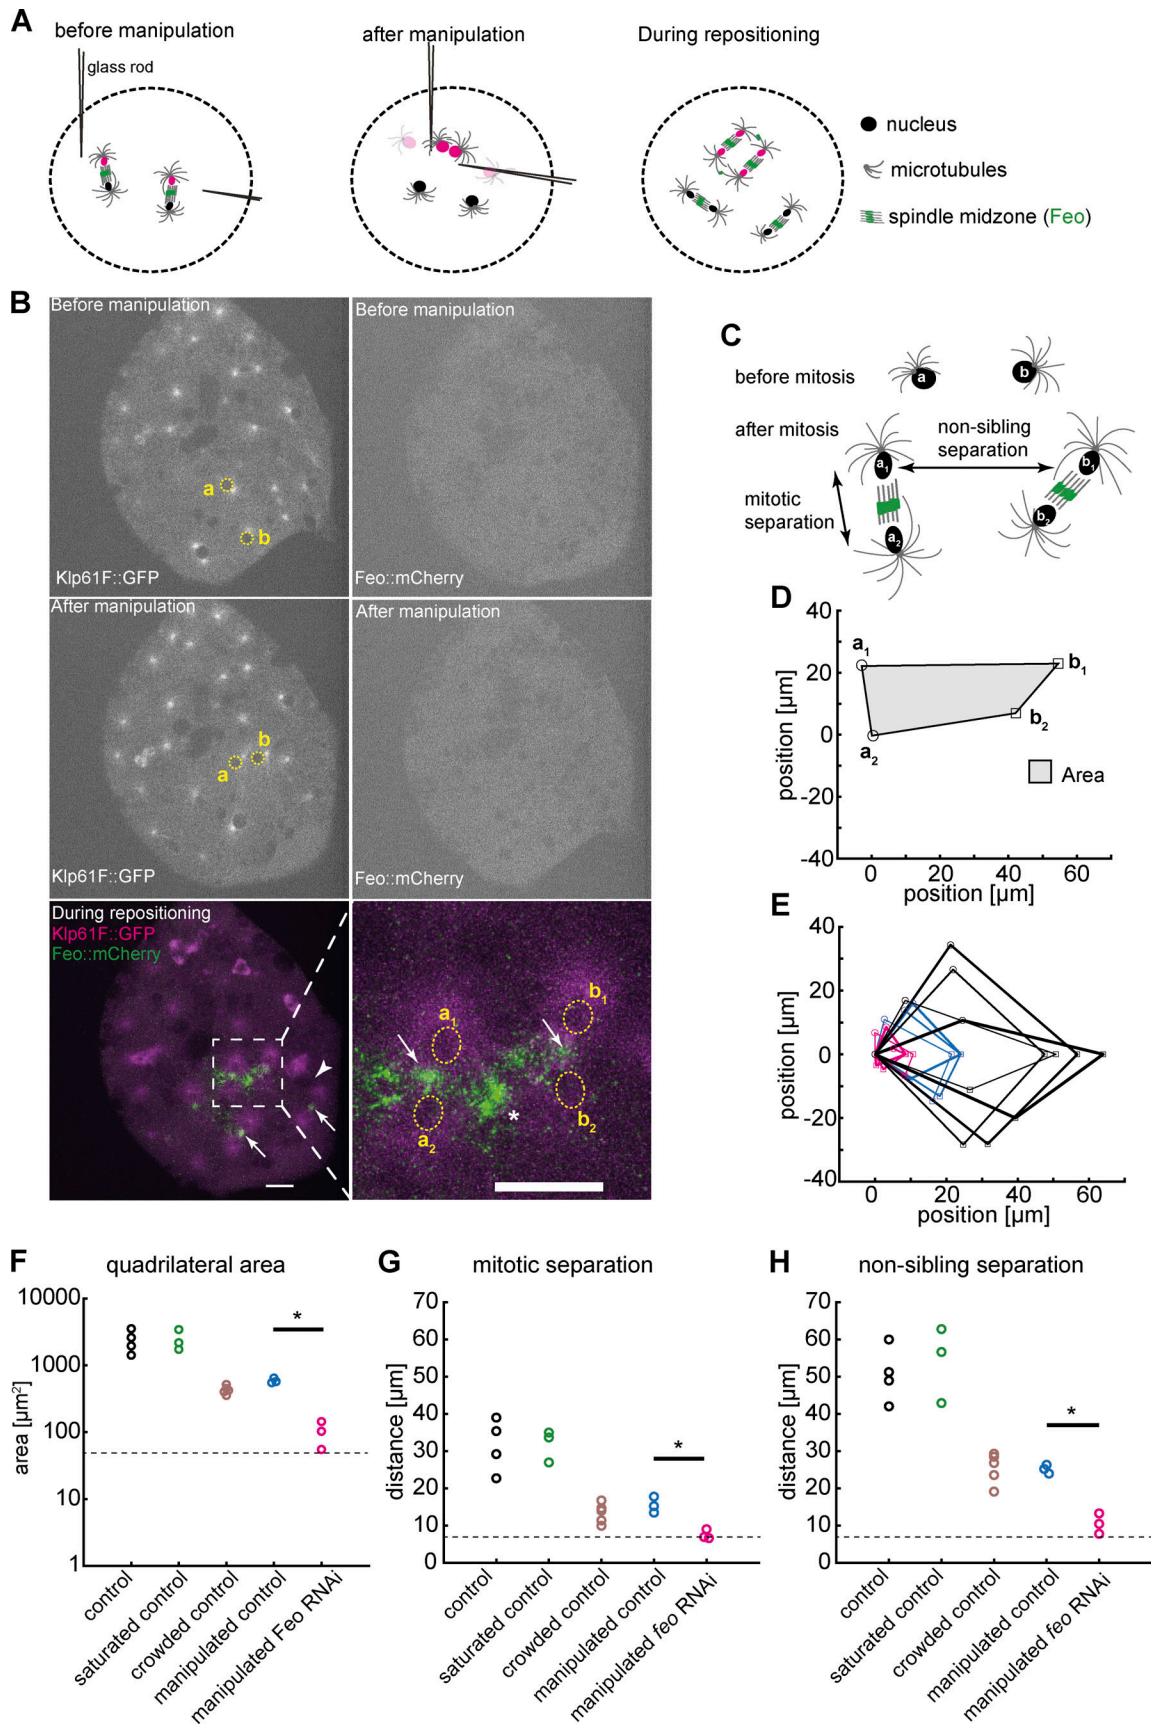 A
before manipulation
after manipulation
During repositioning
glass rod
nucleus
microtubules
spindle midzone (Feo)
B
Before manipulation
Klp61F::GFP
Before manipulation
Feo::mCherry
a
b
After manipulation
Klp61F::GFP
After manipulation
Feo::mCherry
b
a
During repositioning
Klp61F::GFP
Feo::mCherry
a1
b1
a2
b2
*
C
before mitosis
a
b
after mitosis
non-sibling
separation
mitotic
separation
a1
a2
b1
b2
D
40
20
0
-20
-40
position [µm]
a1
b1
b2
a2
Area
0 20 40 60
position [µm]
E
40
20
0
-20
-40
position [µm]
0 20 40 60
position [µm]
F
quadrilateral area
10000
1000
100
10
1
area [µm²]
*
control
saturated control
crowded control
manipulated control
manipulated Feo RNAi
G
mitotic separation
70
60
50
40
30
20
10
0
distance [µm]
*
control
saturated control
crowded control
manipulated control
manipulated feo RNAi
H
non-sibling separation
70
60
50
40
30
20
10
0
distance [µm]
*
control
saturated control
crowded control
manipulated control
manipulated feo RNAi